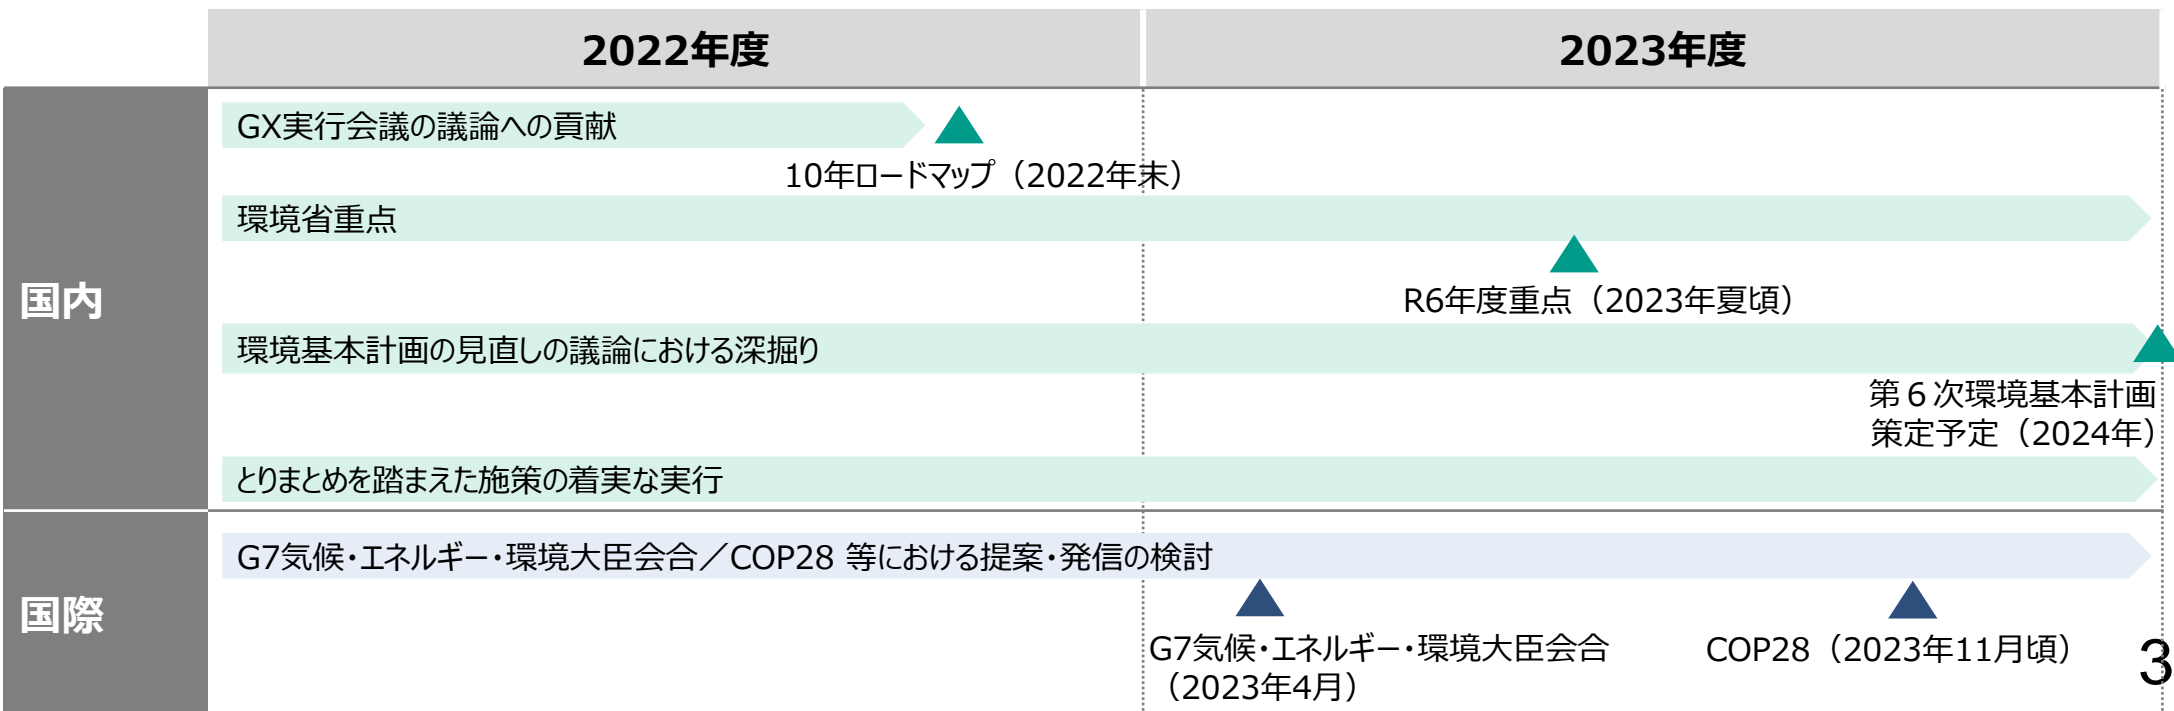 2022年度
2023年度
国内
GX実行会議の議論への貢献
10年ロードマップ（2022年末）
環境省重点
R6年度重点（2023年夏頃）
環境基本計画の見直しの議論における深掘り
第６次環境基本計画
策定予定（2024年）
とりまとめを踏まえた施策の着実な実行
国際
G7気候・エネルギー・環境大臣会合／COP28 等における提案・発信の検討
G7気候・エネルギー・環境大臣会合
（2023年4月）
COP28（2023年11月頃）
3